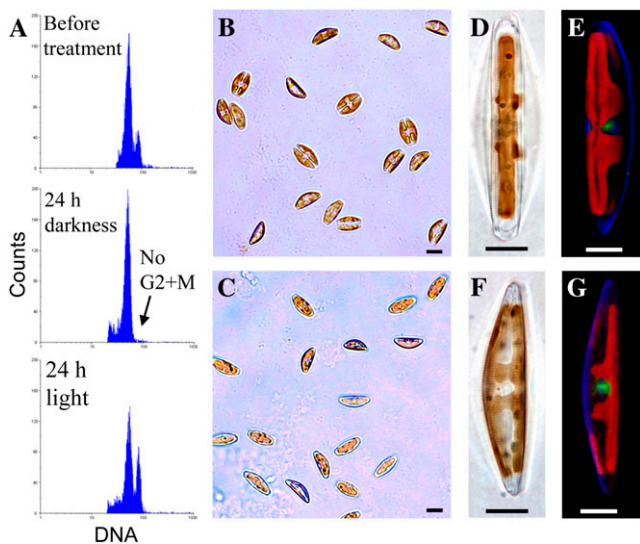 A
Before
treatment
24 h
darkness
No
G2+M
24 h
light
Counts
DNA
B
C
D
E
F
G